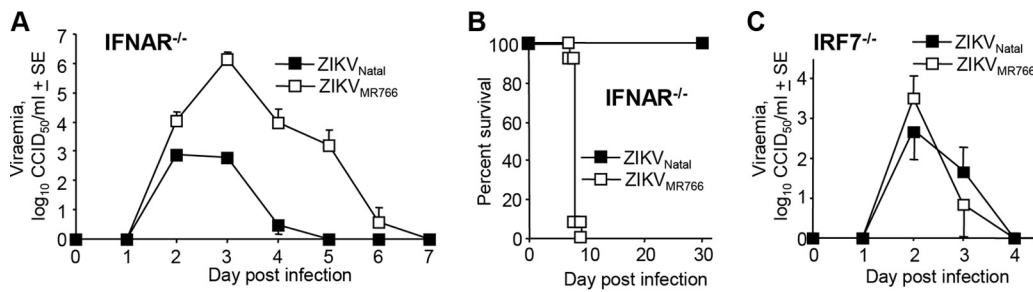 A
IFNAR-/-
ZIKVNatal
ZIKVMR766
Viraemia,
log10 CCID50/ml ± SE
7
6
5
4
3
2
1
0
0 1 2 3 4 5 6 7
Day post infection
B
Percent survival
100
80
60
40
20
0
IFNAR-/-
ZIKVNatal
ZIKVMR766
0 10 20 30
Day post infection
C
IRF7-/-
ZIKVNatal
ZIKVMR766
Viraemia,
log10 CCID50/ml ± SE
4
3
2
1
0
0 1 2 3 4
Day post infection